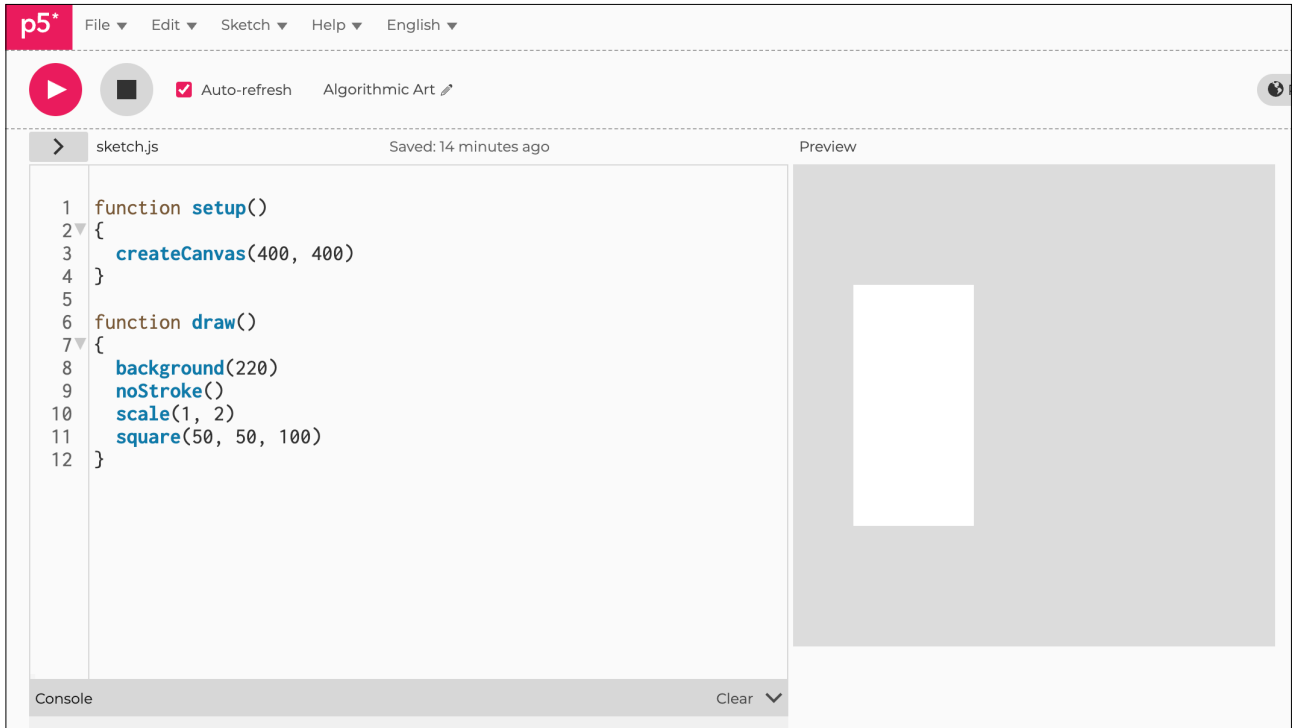 p5* File Edit Sketch Help English
Auto-refresh Algorithmic Art
sketch.js Saved: 14 minutes ago Preview
1 function setup()
2 {
3 createCanvas(400, 400)
4 }
5
6 function draw()
7 {
8 background(220)
9 noStroke()
10 scale(1, 2)
11 square(50, 50, 100)
12 }
Console Clear